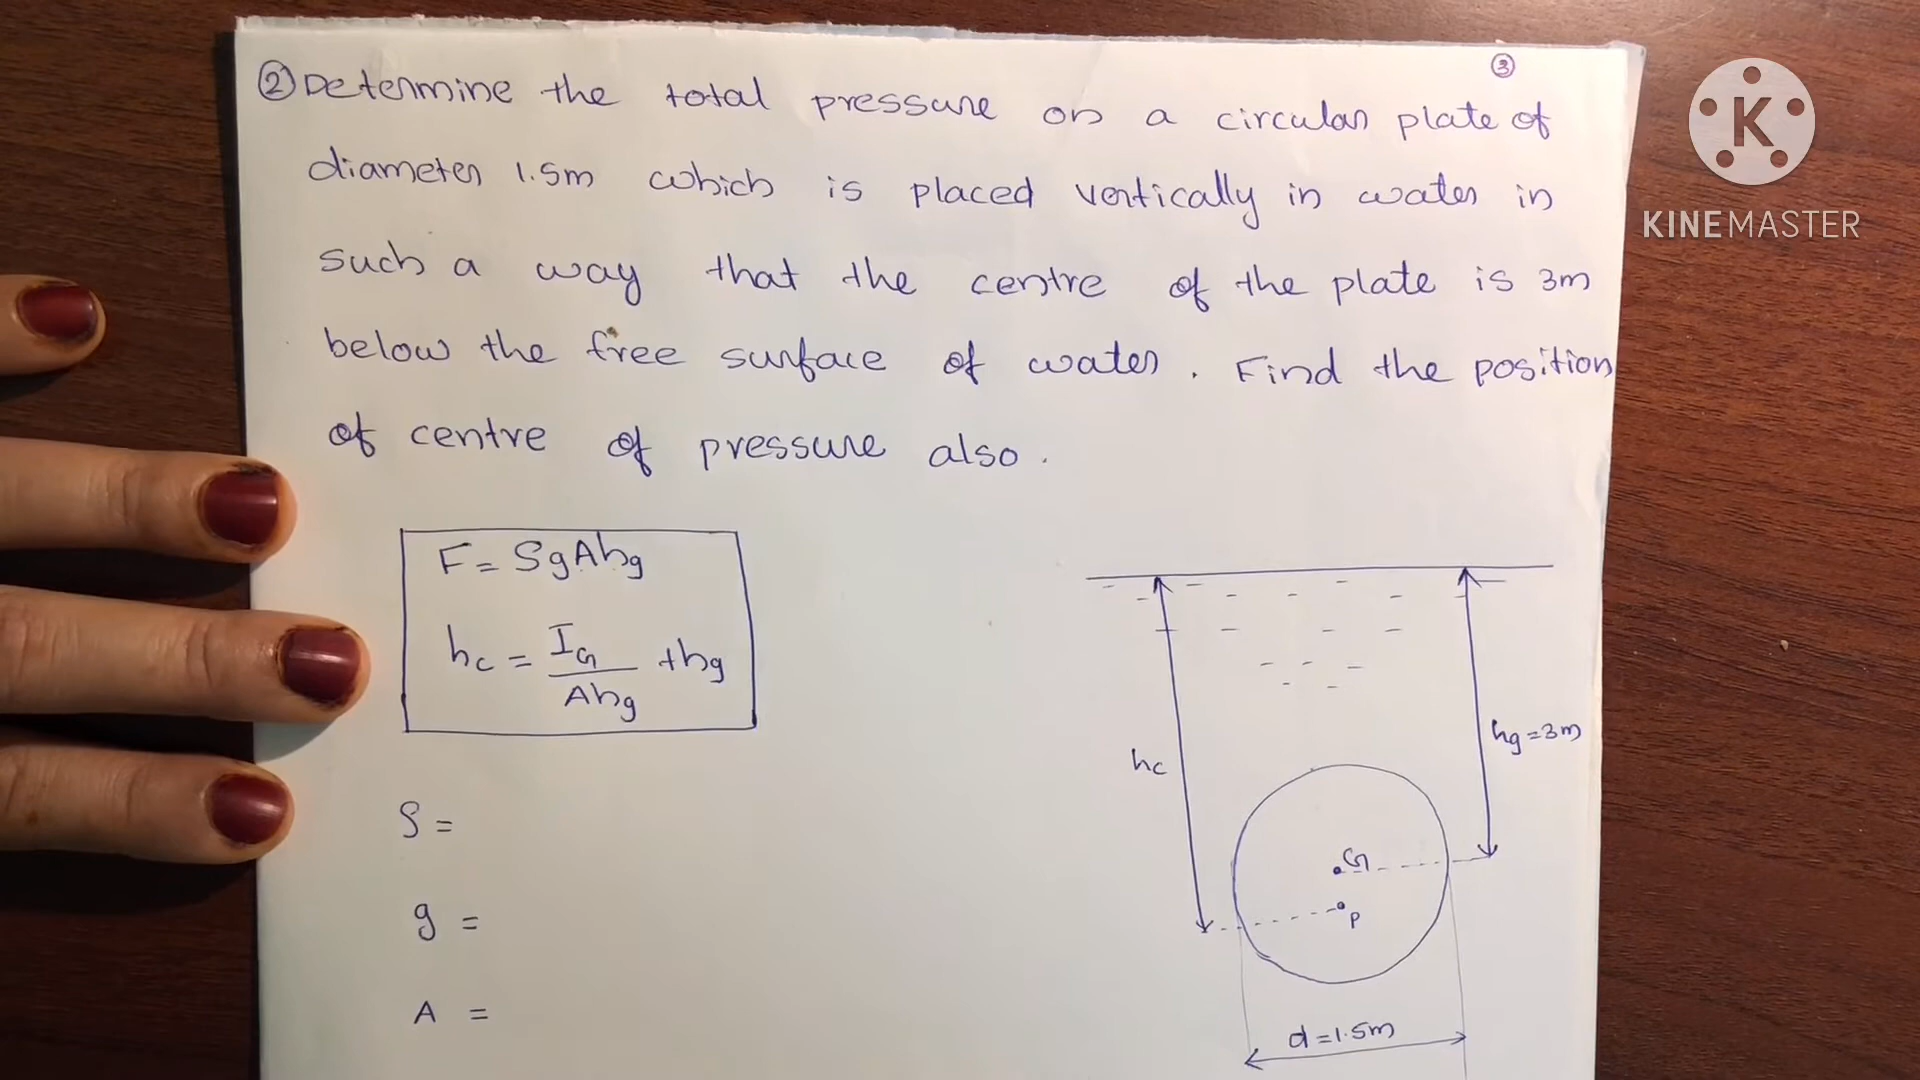 ③
② Determine the total pressure on a circular plate of
diameter 1.5m which is placed vertically in water in
such a way that the centre of the plate is 3m
below the free surface of water. Find the position
of centre of pressure also.
K
KINEMASTER
F = SgAhg
hc = IG/Ahg + hg
S =
g =
A =
hc
hg = 3m
G
P
d = 1.5m